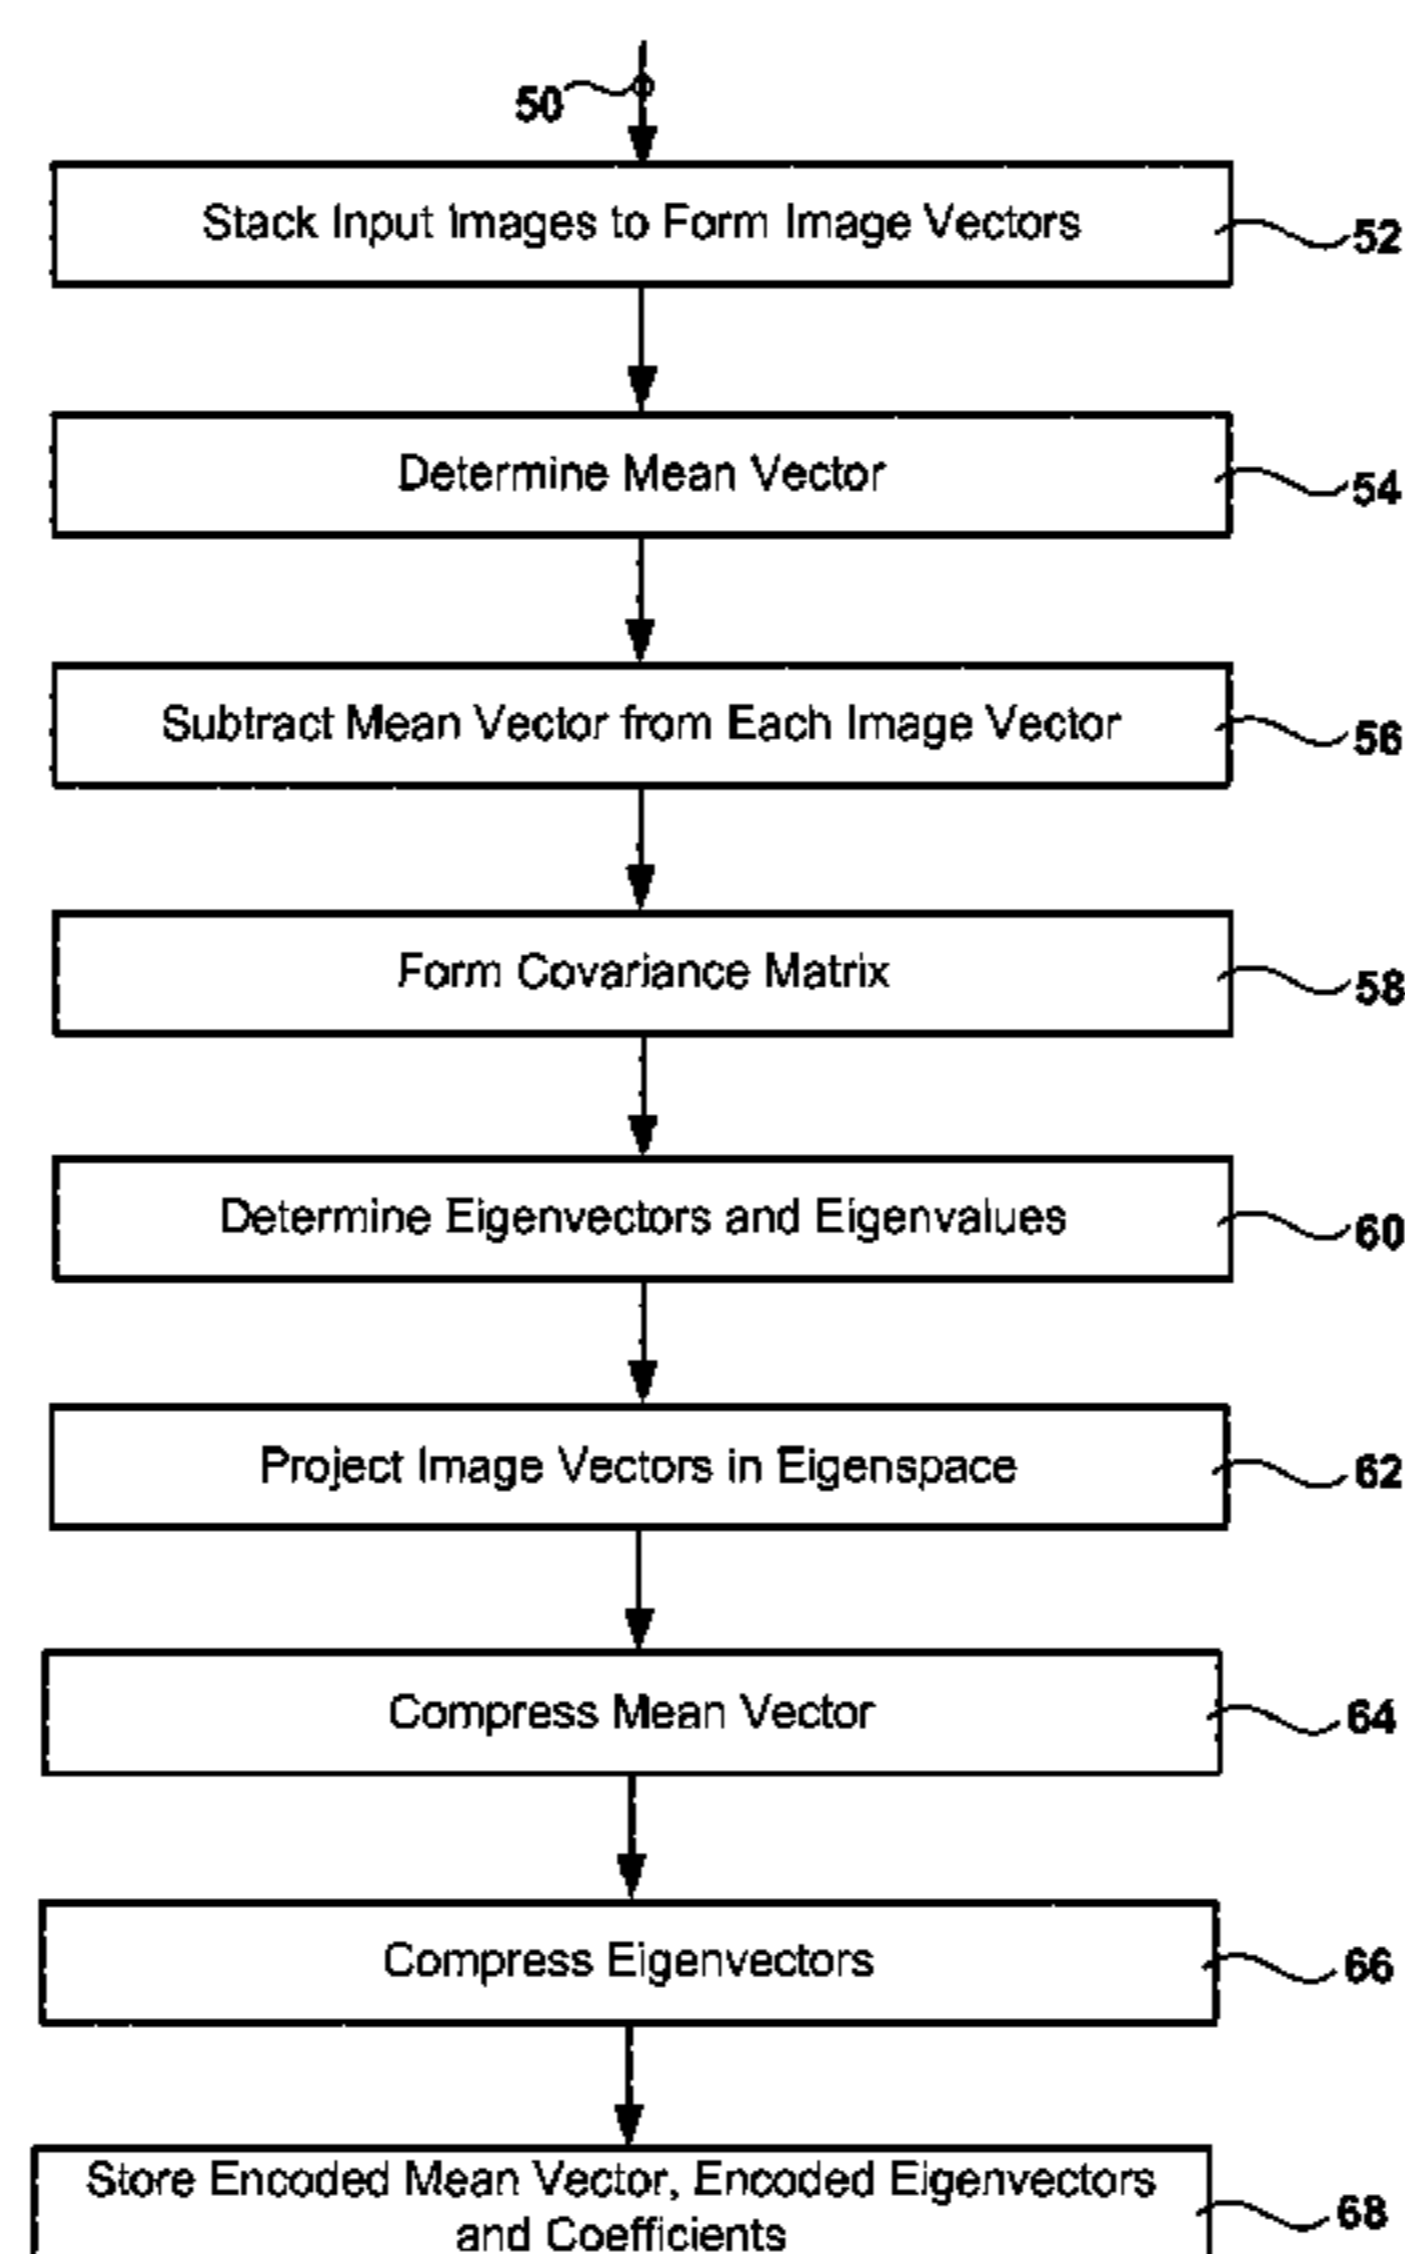 50
Stack Input Images to Form Image Vectors
52
Determine Mean Vector
54
Subtract Mean Vector from Each Image Vector
56
Form Covariance Matrix
58
Determine Eigenvectors and Eigenvalues
60
Project Image Vectors in Eigenspace
62
Compress Mean Vector
64
Compress Eigenvectors
66
Store Encoded Mean Vector, Encoded Eigenvectors
and Coefficients
68